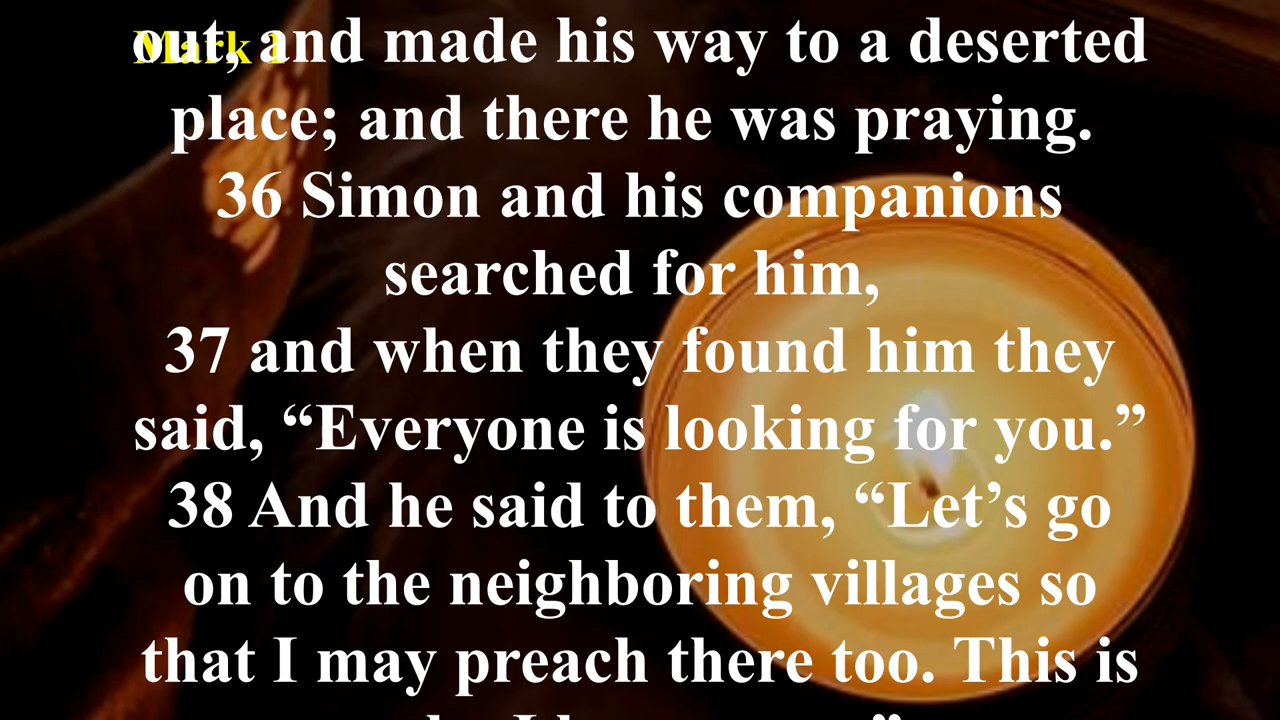 Mark
out, and made his way to a deserted
place; and there he was praying.
36 Simon and his companions
searched for him,
37 and when they found him they
said, “Everyone is looking for you.”
38 And he said to them, “Let’s go
on to the neighboring villages so
that I may preach there too. This is